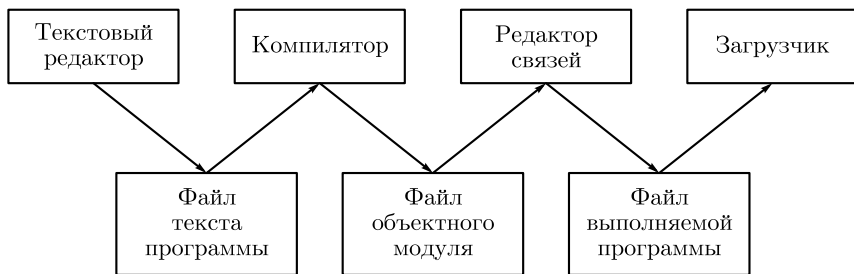 Текстовый
редактор
Компилятор
Редактор
связей
Загрузчик
Файл
текста
программы
Файл
объектного
модуля
Файл
выполняемой
программы